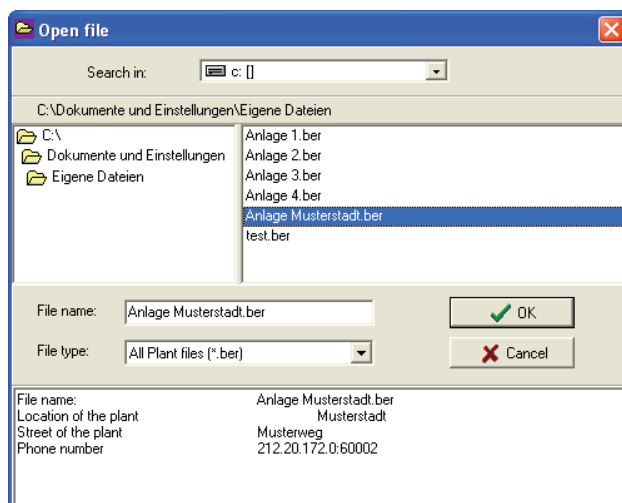 Open file
Search in: c: []
C:\Dokumente und Einstellungen\Eigene Dateien
C:\
Dokumente und Einstellungen
Eigene Dateien
Anlage 1.ber
Anlage 2.ber
Anlage 3.ber
Anlage 4.ber
Anlage Musterstadt.ber
test.ber
File name: Anlage Musterstadt.ber OK
File type: All Plant files (*.ber) Cancel
File name: Anlage Musterstadt.ber
Location of the plant Musterstadt
Street of the plant Musterweg
Phone number 212.20.172.0:60002